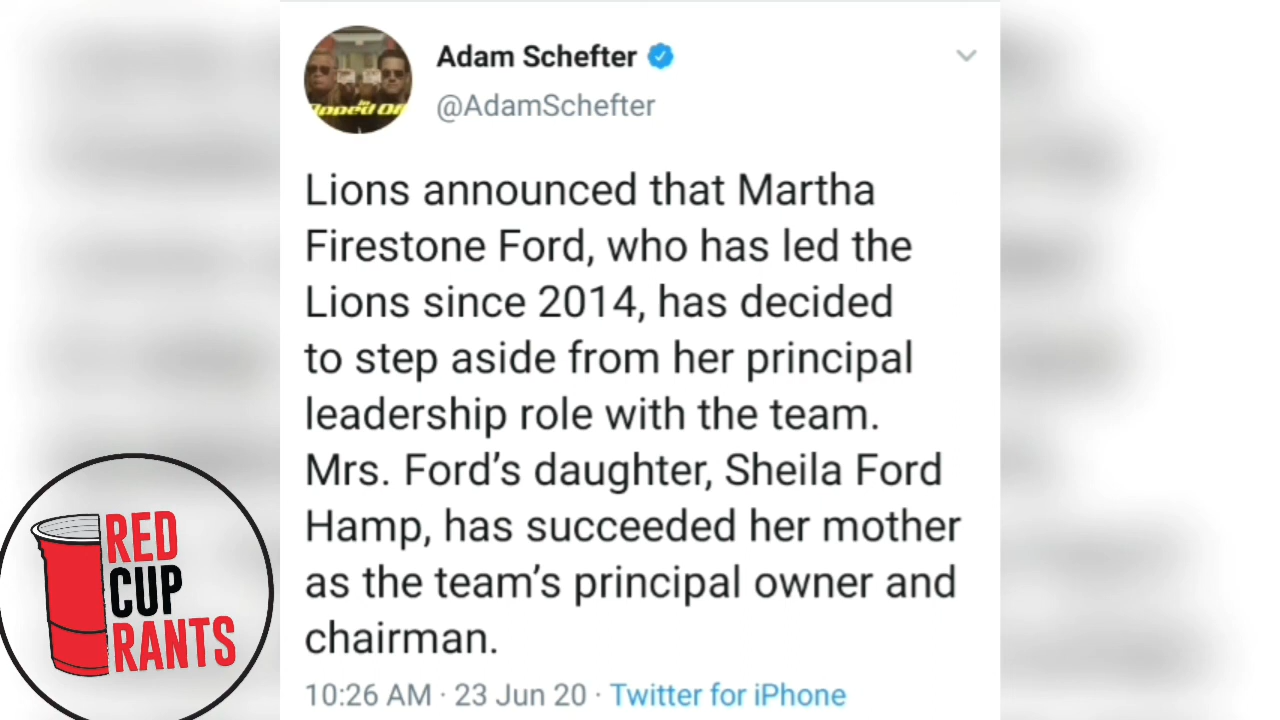 Adam Schefter
@AdamSchefter
Lions announced that Martha
Firestone Ford, who has led the
Lions since 2014, has decided
to step aside from her principal
leadership role with the team.
Mrs. Ford’s daughter, Sheila Ford
Hamp, has succeeded her mother
as the team’s principal owner and
chairman.
10:26 AM · 23 Jun 20 · Twitter for iPhone
RED
CUP
RANTS